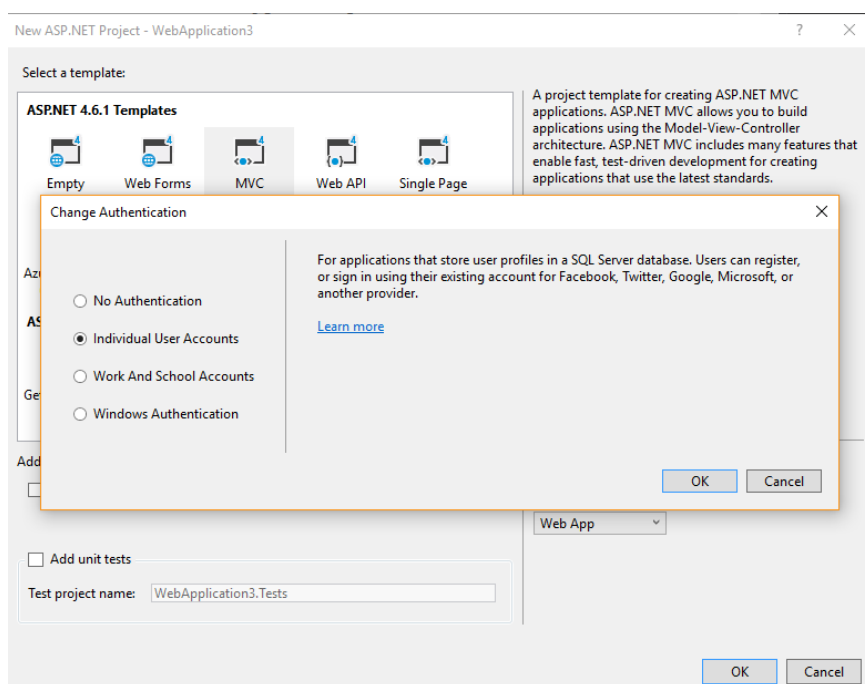 New ASP.NET Project - WebApplication3
Select a template:
ASP.NET 4.6.1 Templates
Empty
Web Forms
MVC
Web API
Single Page
A project template for creating ASP.NET MVC
applications. ASP.NET MVC allows you to build
applications using the Model-View-Controller
architecture. ASP.NET MVC includes many features that
enable fast, test-driven development for creating
applications that use the latest standards.
Change Authentication
No Authentication
Individual User Accounts
Work And School Accounts
Windows Authentication
For applications that store user profiles in a SQL Server database. Users can register,
or sign in using their existing account for Facebook, Twitter, Google, Microsoft, or
another provider.
Learn more
OK
Cancel
Add
Web App
Add unit tests
Test project name:
WebApplication3.Tests
OK
Cancel